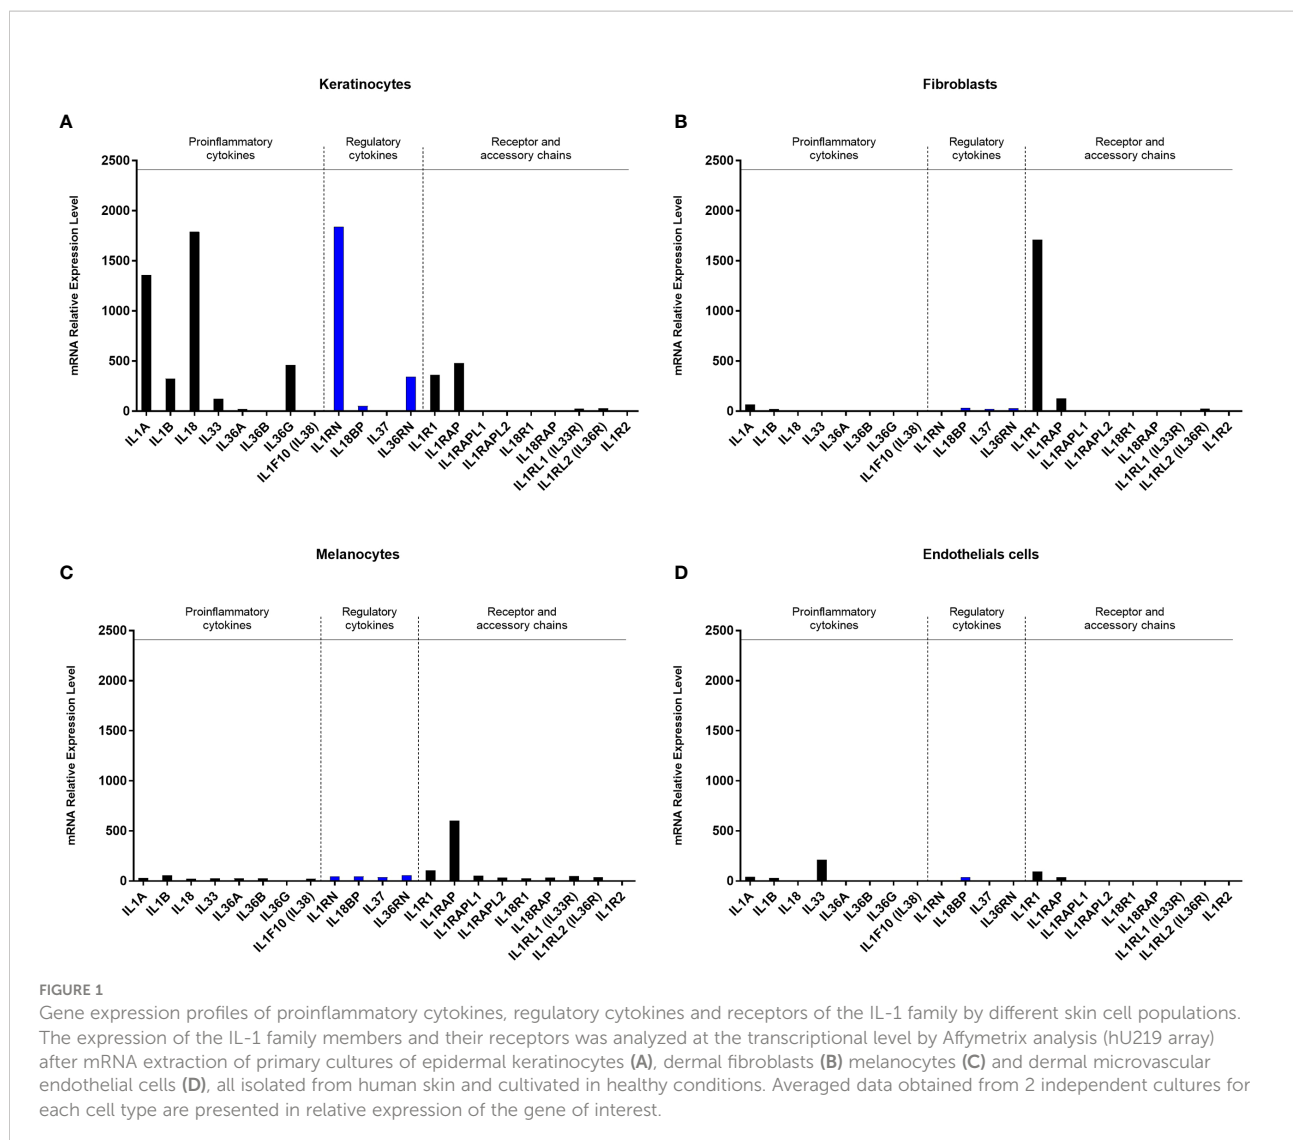 Keratinocytes
A
Proinflammatory
cytokines
Regulatory
cytokines
Receptor and
accessory chains
mRNA Relative Expression Level
2500
2000
1500
1000
500
0
IL1A
IL1B
IL18
IL33
IL36A
IL36B
IL36G
IL1F10 (IL38)
IL1RN
IL18BP
IL37
IL36RN
IL1R1
IL1RAP
IL1RAPL1
IL1RAPL2
IL18R1
IL18RAP
IL1RL1 (IL33R)
IL1RL2 (IL36R)
IL1R2
Fibroblasts
B
Proinflammatory
cytokines
Regulatory
cytokines
Receptor and
accessory chains
mRNA Relative Expression Level
2500
2000
1500
1000
500
0
IL1A
IL1B
IL18
IL33
IL36A
IL36B
IL36G
IL1F10 (IL38)
IL1RN
IL18BP
IL37
IL36RN
IL1R1
IL1RAP
IL1RAPL1
IL1RAPL2
IL18R1
IL18RAP
IL1RL1 (IL33R)
IL1RL2 (IL36R)
IL1R2
Melanocytes
C
Proinflammatory
cytokines
Regulatory
cytokines
Receptor and
accessory chains
mRNA Relative Expression Level
2500
2000
1500
1000
500
0
IL1A
IL1B
IL18
IL33
IL36A
IL36B
IL36G
IL1F10 (IL38)
IL1RN
IL18BP
IL37
IL36RN
IL1R1
IL1RAP
IL1RAPL1
IL1RAPL2
IL18R1
IL18RAP
IL1RL1 (IL33R)
IL1RL2 (IL36R)
IL1R2
Endothelials cells
D
Proinflammatory
cytokines
Regulatory
cytokines
Receptor and
accessory chains
mRNA Relative Expression Level
2500
2000
1500
1000
500
0
IL1A
IL1B
IL18
IL33
IL36A
IL36B
IL36G
IL1F10 (IL38)
IL1RN
IL18BP
IL37
IL36RN
IL1R1
IL1RAP
IL1RAPL1
IL1RAPL2
IL18R1
IL18RAP
IL1RL1 (IL33R)
IL1RL2 (IL36R)
IL1R2
FIGURE 1
Gene expression profiles of proinflammatory cytokines, regulatory cytokines and receptors of the IL-1 family by different skin cell populations.
The expression of the IL-1 family members and their receptors was analyzed at the transcriptional level by Affymetrix analysis (hU219 array)
after mRNA extraction of primary cultures of epidermal keratinocytes (A), dermal fibroblasts (B) melanocytes (C) and dermal microvascular
endothelial cells (D), all isolated from human skin and cultivated in healthy conditions. Averaged data obtained from 2 independent cultures for
each cell type are presented in relative expression of the gene of interest.